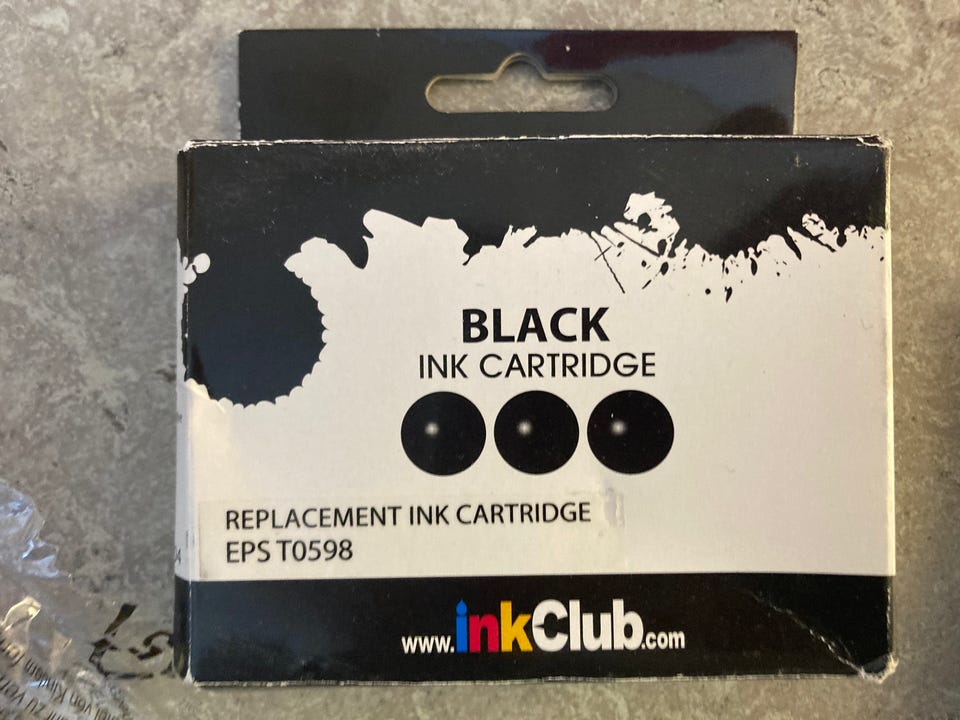 BLACK
INK CARTRIDGE
REPLACEMENT INK CARTRIDGE
EPS T0598
www.inkClub.com